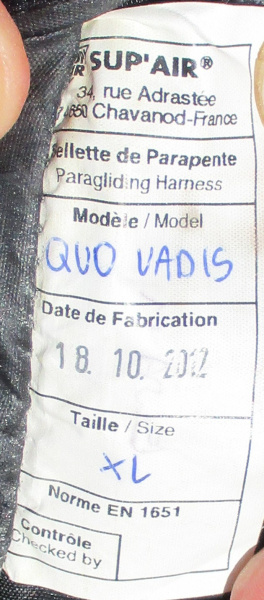 SUP'AIR®
34, rue Adrastée
Chavanod-France
Sellette de Parapente
Paragliding Harness
Modèle / Model
QUO VADIS
Date de Fabrication
18. 10. 2012
Taille / Size
XL
Norme EN 1651
Contrôle
Checked by